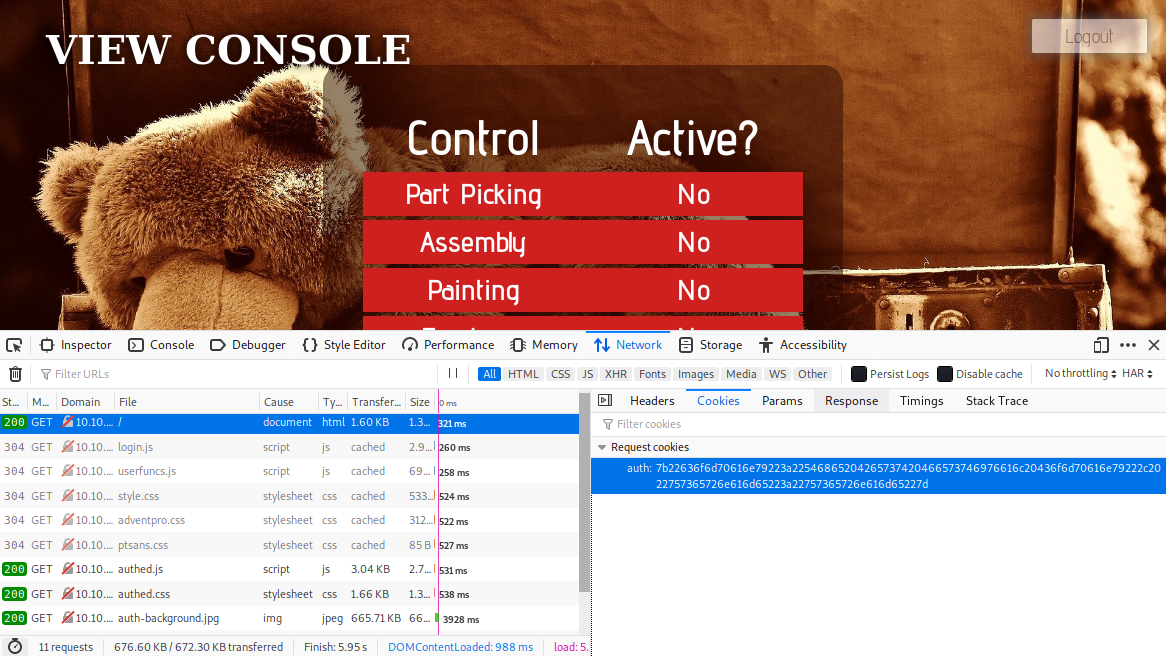 VIEW CONSOLE
Logout
Control Active?
Part Picking No
Assembly No
Painting No
Inspector Console Debugger Style Editor Performance Memory Network Storage Accessibility
Filter URLs All HTML CSS JS XHR Fonts Images Media WS Other Persist Logs Disable cache No throttling HAR
St... M... Domain File Cause Ty... Transfer... Size 0 ms
200 GET 10.10.... / document html 1.60 KB 1.3... 321 ms
304 GET 10.10.... login.js script js cached 2.9... 260 ms
304 GET 10.10.... userfuncs.js script js cached 69... 258 ms
304 GET 10.10.... style.css stylesheet css cached 533... 524 ms
304 GET 10.10.... adventpro.css stylesheet css cached 312... 522 ms
304 GET 10.10.... ptsans.css stylesheet css cached 85 B 527 ms
200 GET 10.10.... authed.js script js 3.04 KB 2.7... 531 ms
200 GET 10.10.... authed.css stylesheet css 1.66 KB 1.3... 538 ms
200 GET 10.10.... auth-background.jpg img jpeg 665.71 KB 66... 3928 ms
11 requests 676.60 KB / 672.30 KB transferred Finish: 5.95 s DOMContentLoaded: 988 ms load: 5.
Headers Cookies Params Response Timings Stack Trace
Filter cookies
Request cookies
auth: 7b22636f6d70616e79223a22546865204265737420466573746976616c20436f6d70616e79222c20
22757365726e616d65223a22757365726e616d65227d